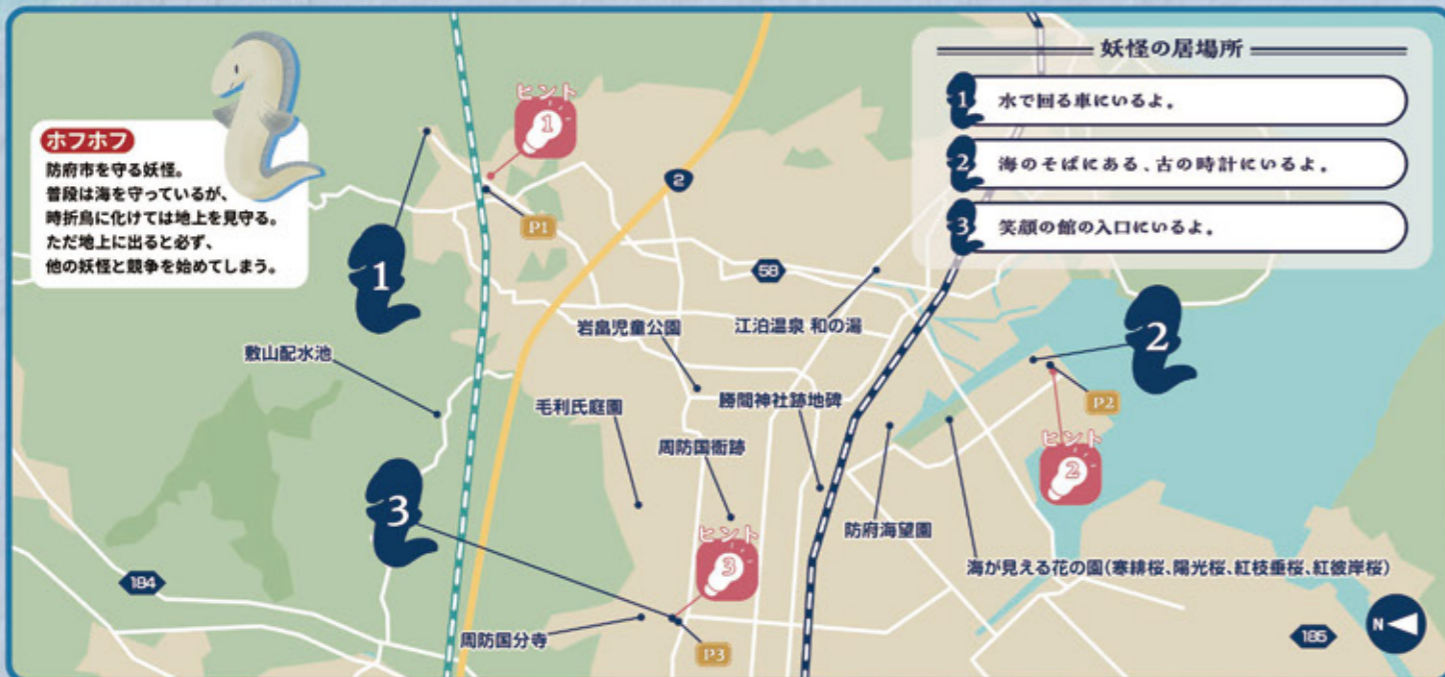 ホフホフ
防府市を守る妖怪。
普段は海を守っているが、
時折鳥に化けては地上を見守る。
ただ地上に出ると必ず、
他の妖怪と競争を始めてしまう。
妖怪の居場所
1 水で回る車にいるよ。
2 海のそばにある、古の時計にいるよ。
3 笑顔の館の入口にいるよ。
ヒント
1
2
P1
1
58
岩畠児童公園
江泊温泉 和の湯
2
敷山配水池
毛利氏庭園
勝間神社跡地碑
P2
周防国衙跡
ヒント
2
3
ヒント
3
防府海望園
海が見える花の園(寒緋桜、陽光桜、紅枝垂桜、紅彼岸桜)
184
周防国分寺
P3
185
N